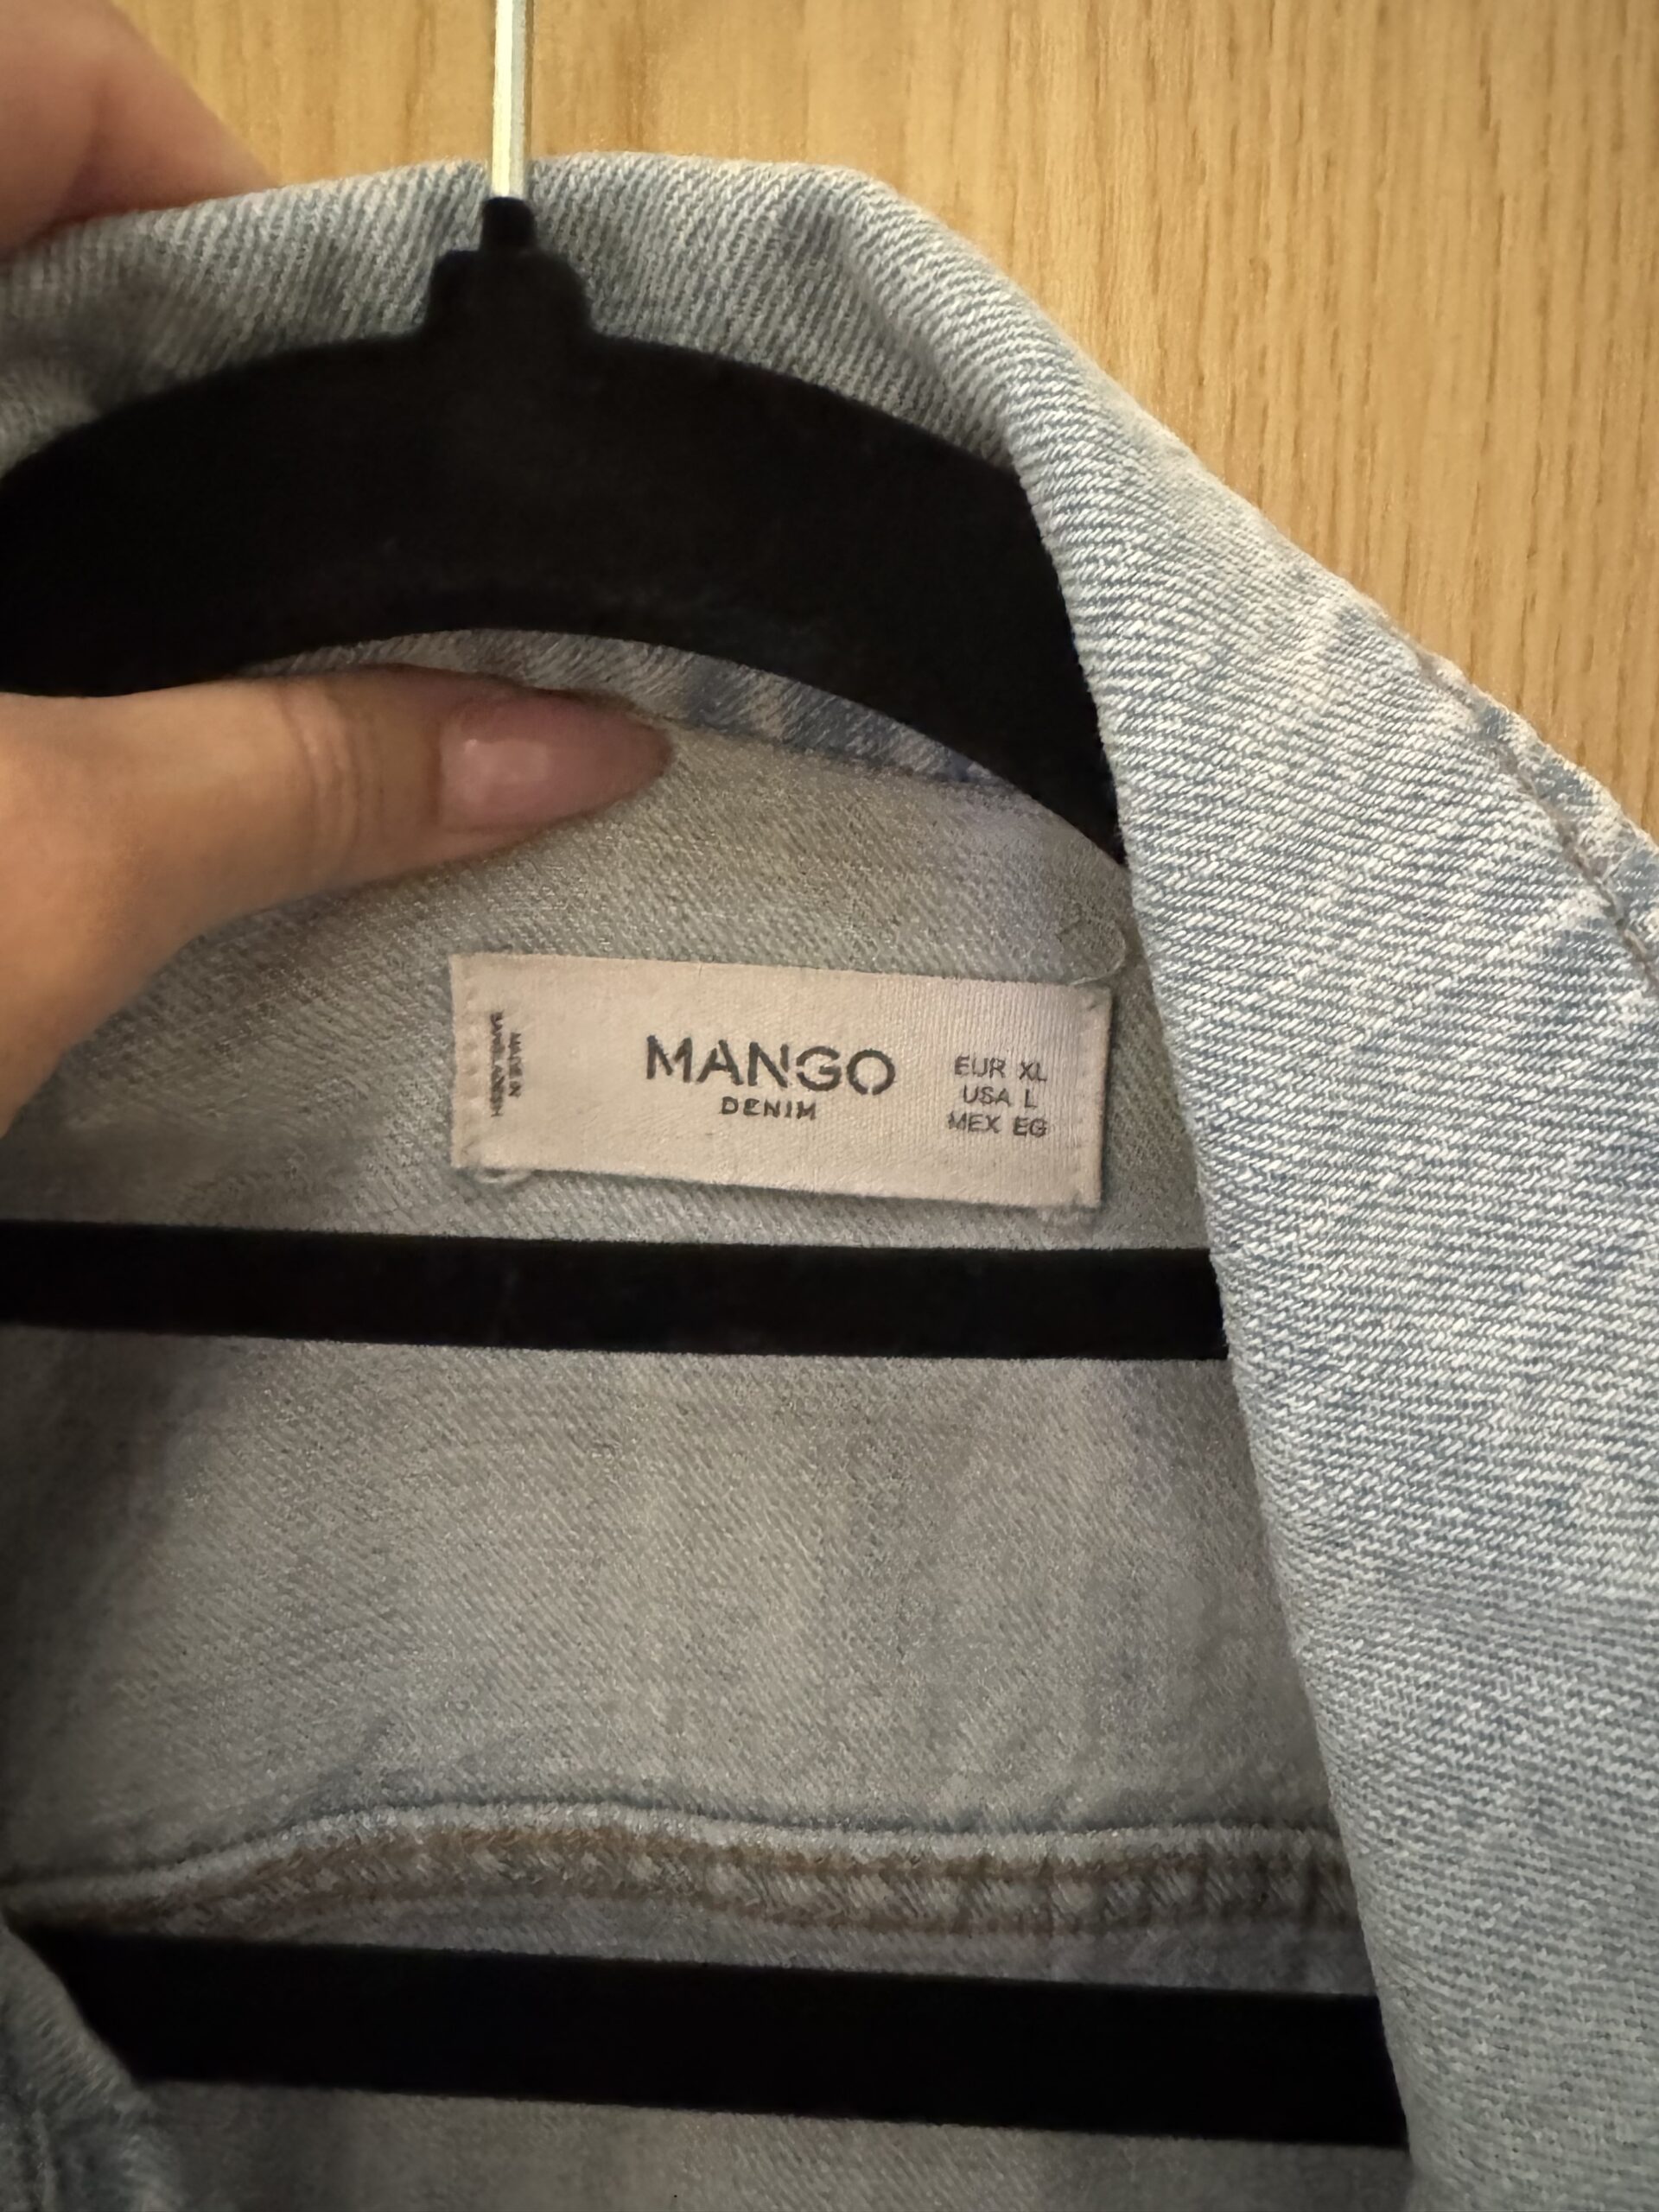 MADE IN
BANGLADESH
MANGO
DENIM
EUR XL
USA L
MEX EG